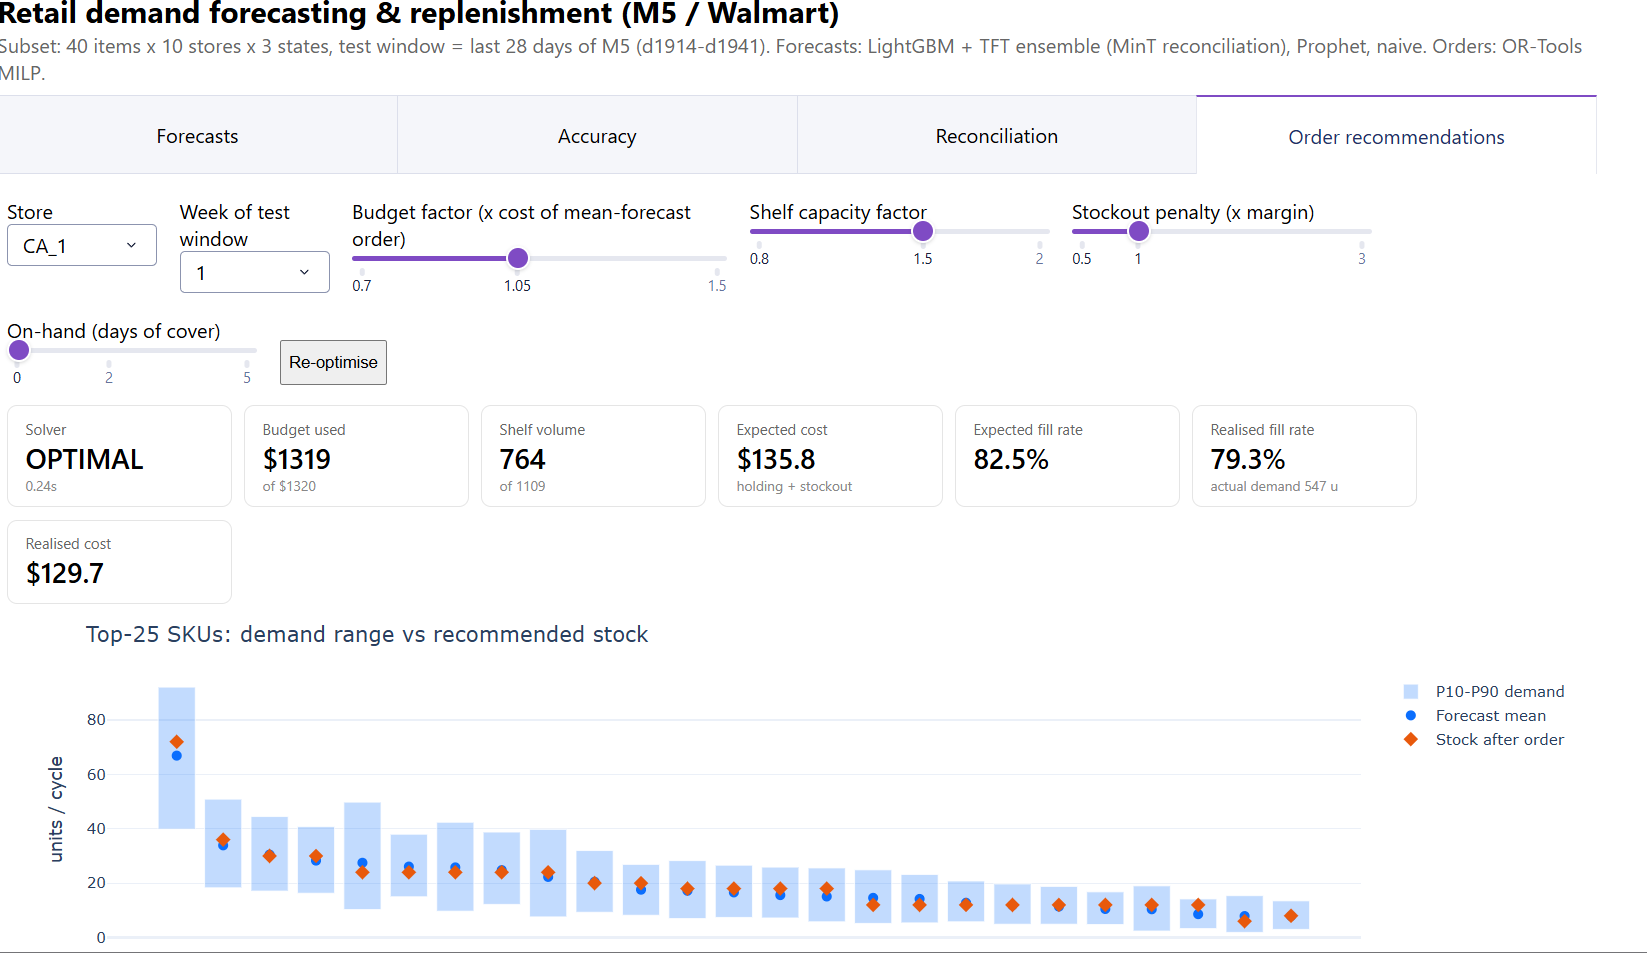 Retail demand forecasting & replenishment (M5 / Walmart)
Subset: 40 items x 10 stores x 3 states, test window = last 28 days of M5 (d1914-d1941). Forecasts: LightGBM + TFT ensemble (MinT reconciliation), Prophet, naive. Orders: OR-Tools
MILP.
Forecasts
Accuracy
Reconciliation
Order recommendations
Store
CA_1
Week of test
window
1
Budget factor (x cost of mean-forecast
order)
0.7
1.05
1.5
Shelf capacity factor
0.8
1.5
2
Stockout penalty (x margin)
0.5
1
3
On-hand (days of cover)
0
2
5
Re-optimise
Solver
OPTIMAL
0.24s
Budget used
$1319
of $1320
Shelf volume
764
of 1109
Expected cost
$135.8
holding + stockout
Expected fill rate
82.5%
Realised fill rate
79.3%
actual demand 547 u
Realised cost
$129.7
Top-25 SKUs: demand range vs recommended stock
P10-P90 demand
Forecast mean
Stock after order
units / cycle
80
60
40
20
0